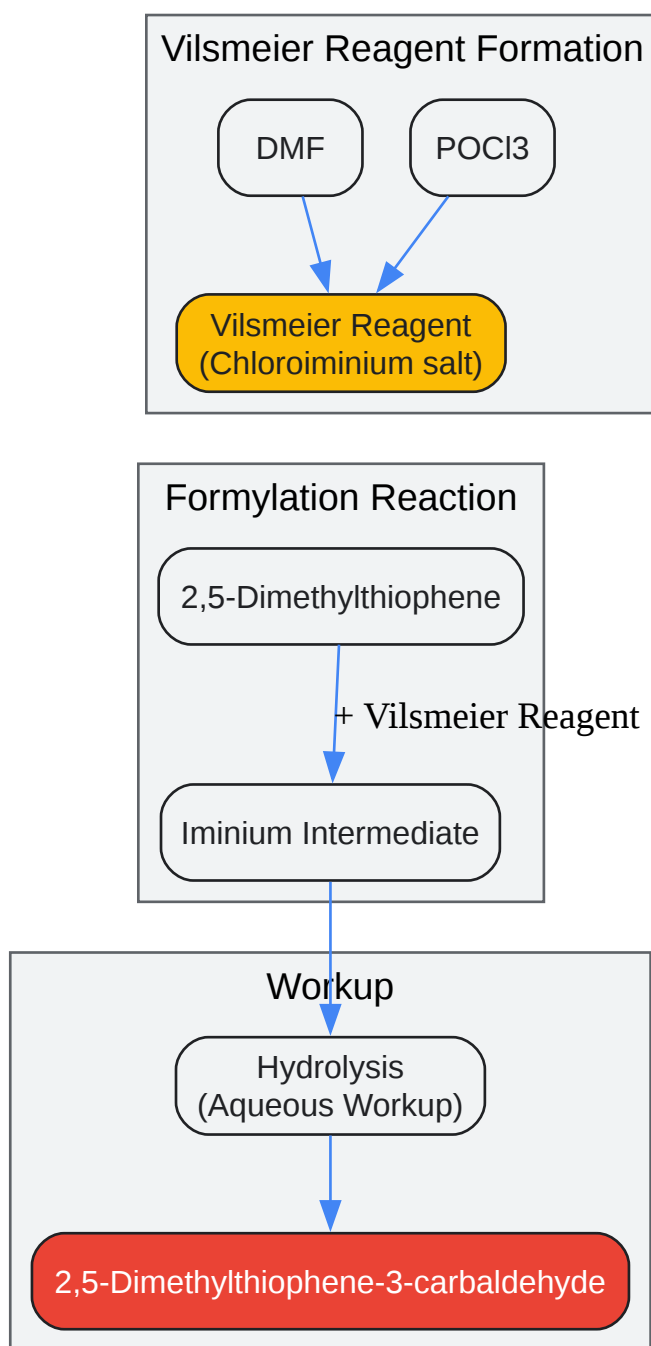 Vilsmeier Reagent Formation
DMF
POCl3
Vilsmeier Reagent
(Chloroiminium salt)
Formylation Reaction
2,5-Dimethylthiophene
+ Vilsmeier Reagent
Iminium Intermediate
Workup
Hydrolysis
(Aqueous Workup)
2,5-Dimethylthiophene-3-carbaldehyde